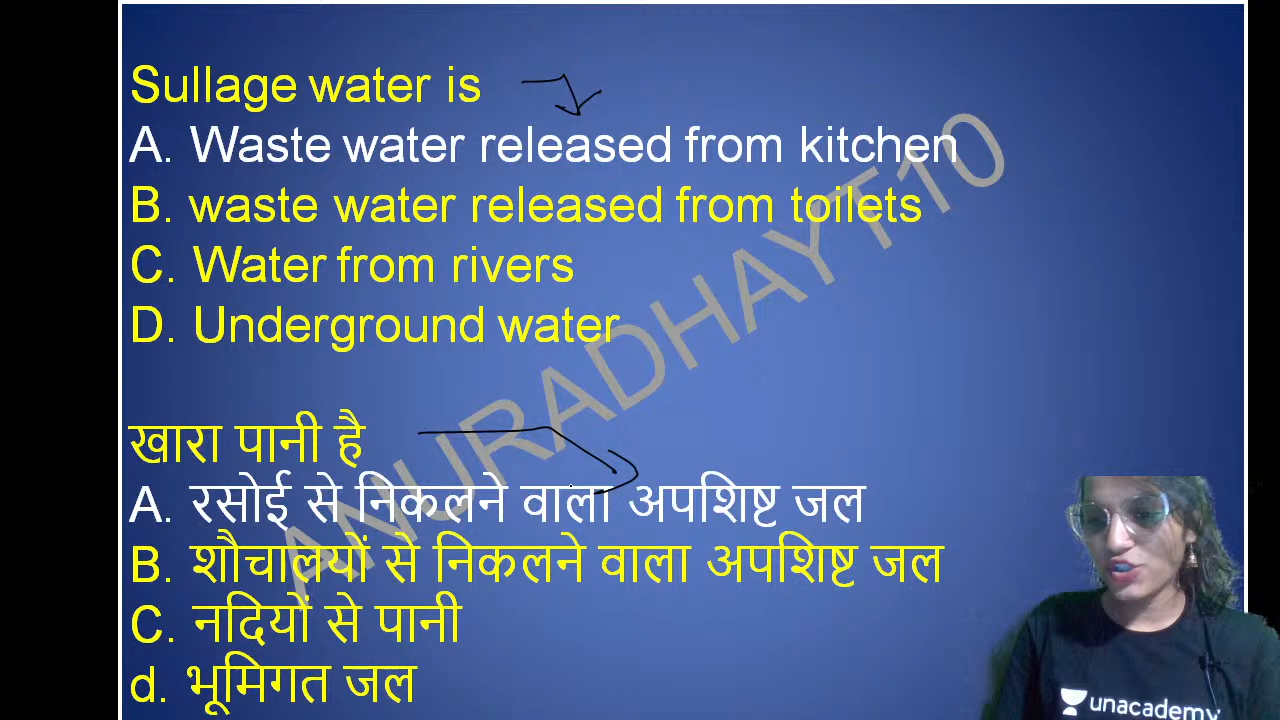 Sullage water is
A. Waste water released from kitchen
B. waste water released from toilets
C. Water from rivers
D. Underground water
ANURADHAYT10
खारा पानी है
A. रसोई से निकलने वाला अपशिष्ट जल
B. शौचालयों से निकलने वाला अपशिष्ट जल
C. नदियों से पानी
d. भूमिगत जल
unacademy